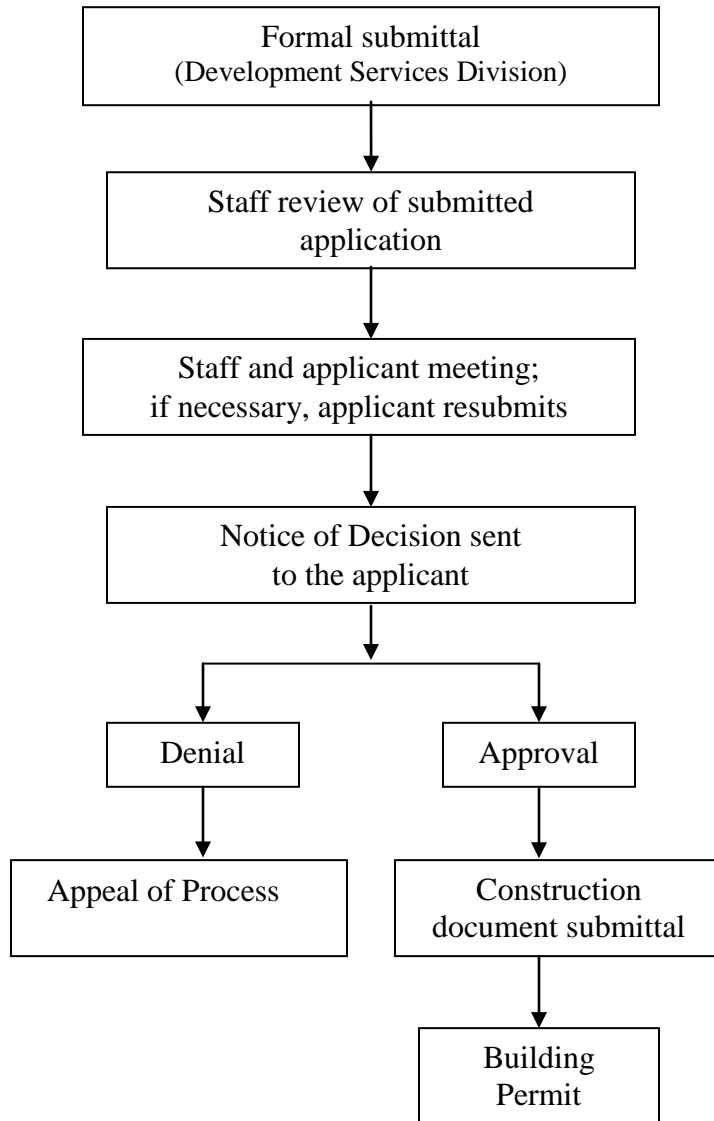 Formal submittal
(Development Services Division)
Staff review of submitted
application
Staff and applicant meeting;
if necessary, applicant resubmits
Notice of Decision sent
to the applicant
Denial
Approval
Appeal of Process
Construction
document submittal
Building
Permit